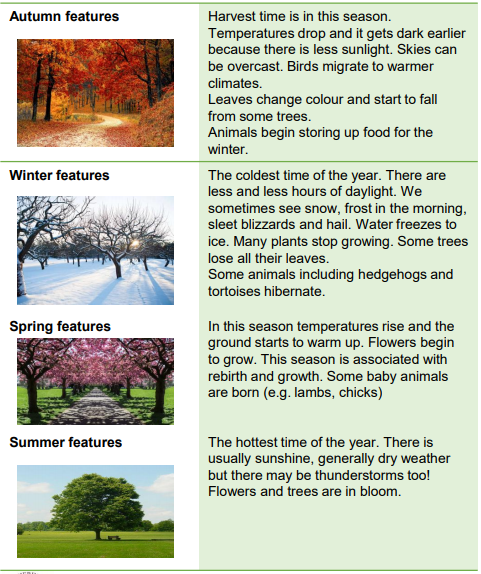 Autumn features
Harvest time is in this season.
Temperatures drop and it gets dark earlier
because there is less sunlight. Skies can
be overcast. Birds migrate to warmer
climates.
Leaves change colour and start to fall
from some trees.
Animals begin storing up food for the
winter.
Winter features
The coldest time of the year. There are
less and less hours of daylight. We
sometimes see snow, frost in the morning,
sleet blizzards and hail. Water freezes to
ice. Many plants stop growing. Some trees
lose all their leaves.
Some animals including hedgehogs and
tortoises hibernate.
Spring features
In this season temperatures rise and the
ground starts to warm up. Flowers begin
to grow. This season is associated with
rebirth and growth. Some baby animals
are born (e.g. lambs, chicks)
Summer features
The hottest time of the year. There is
usually sunshine, generally dry weather
but there may be thunderstorms too!
Flowers and trees are in bloom.